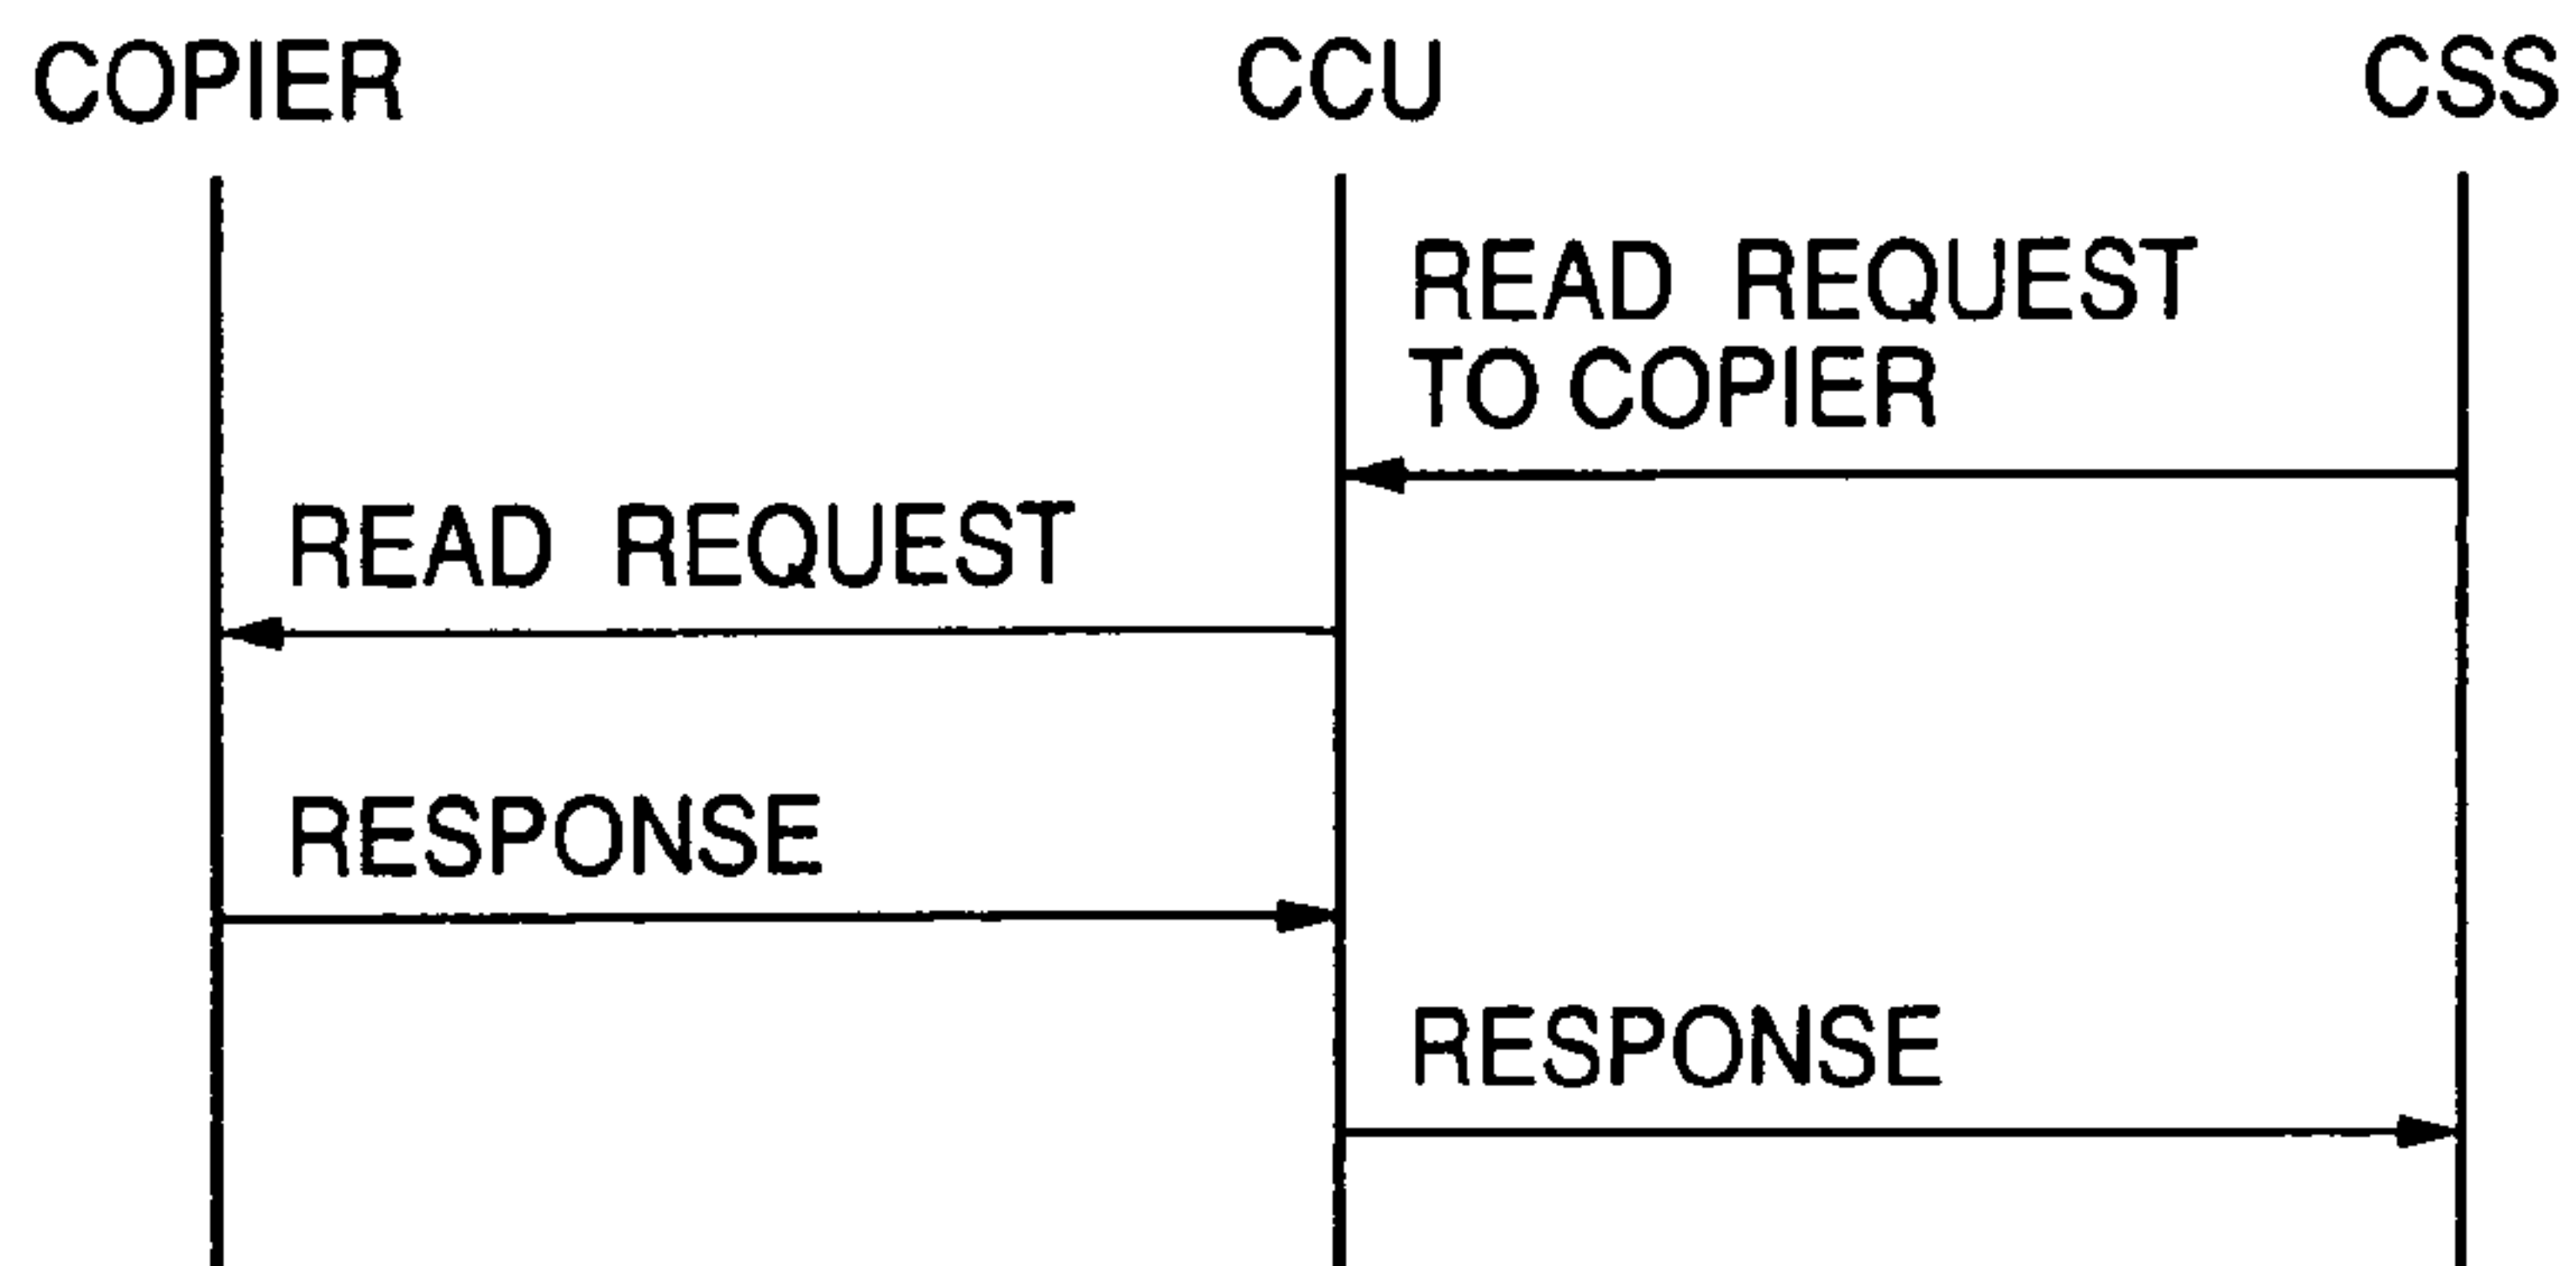 COPIER CCU CSS
READ REQUEST
TO COPIER
READ REQUEST
RESPONSE
RESPONSE